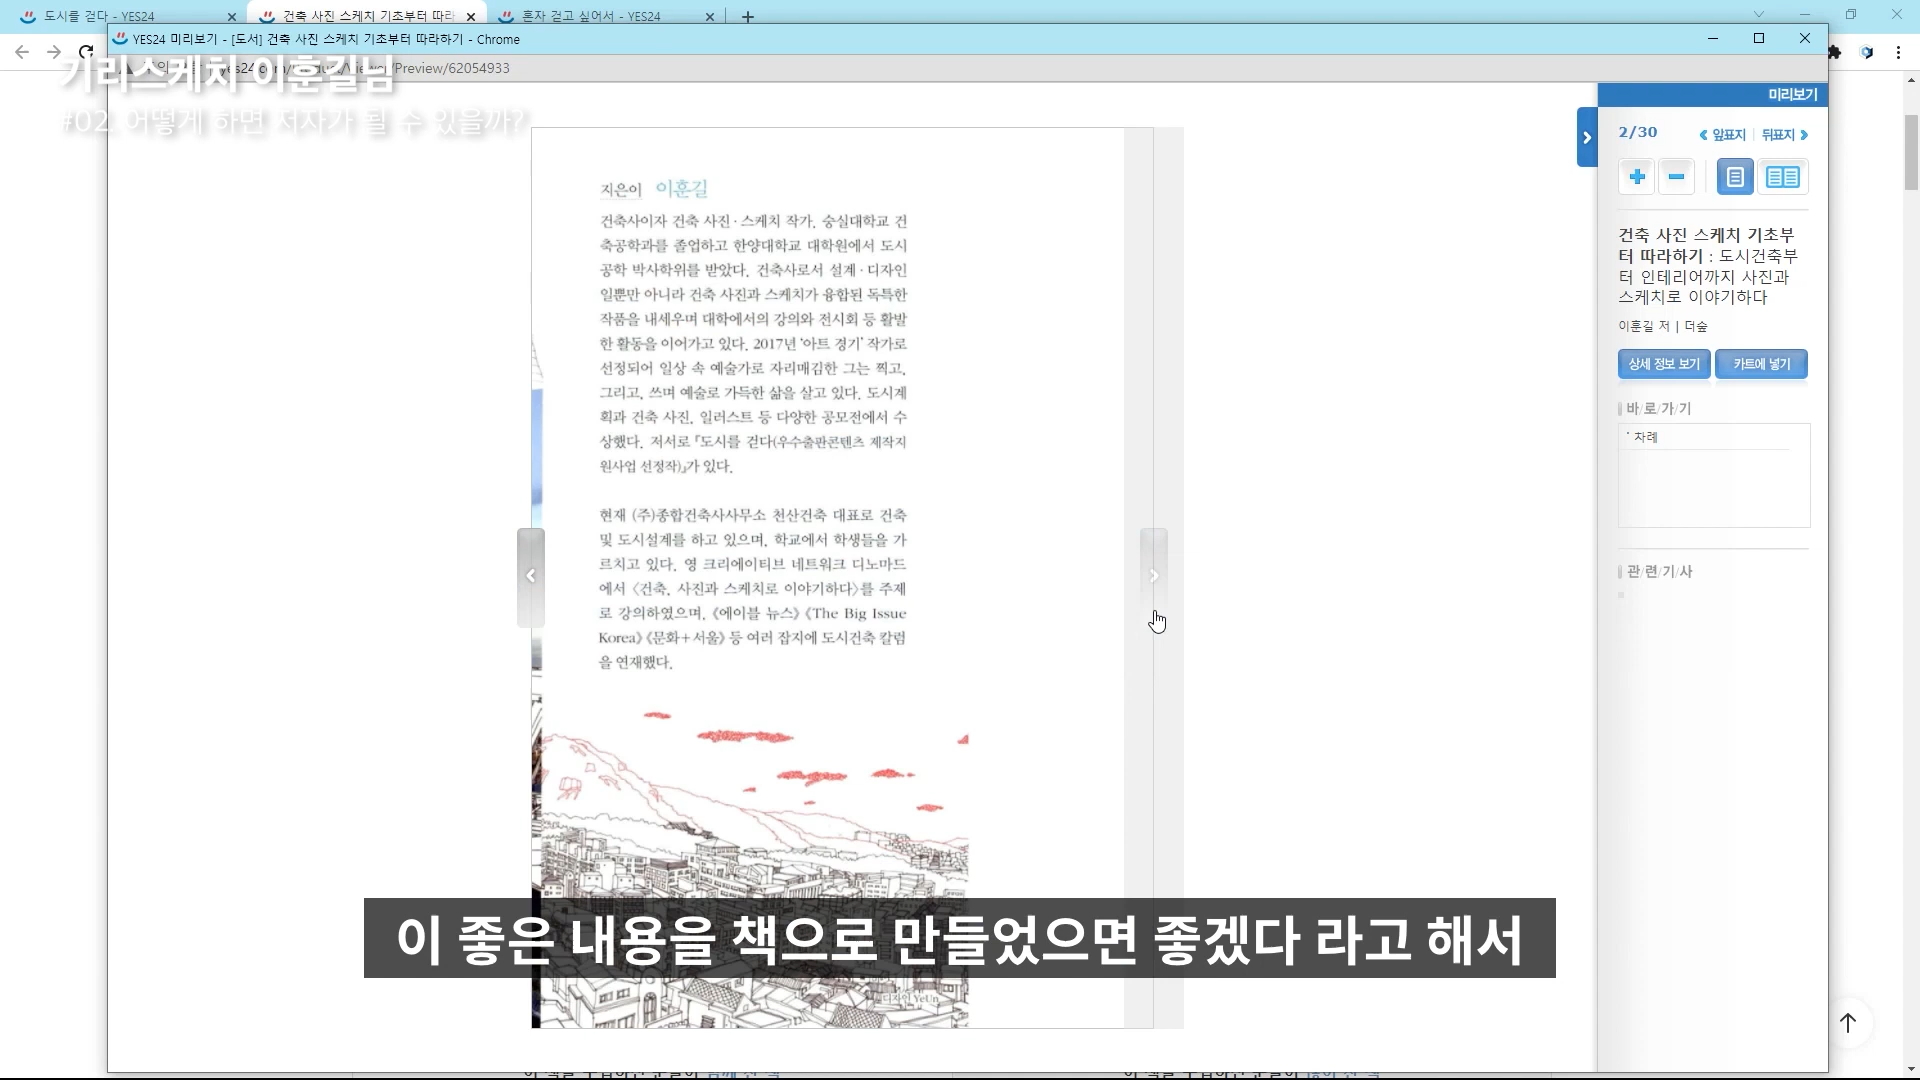 도시를 걷다 - YES24
건축 사진 스케치 기초부터 따라
혼자 걷고 싶어서 - YES24
YES24 미리보기 - [도서] 건축 사진 스케치 기초부터 따라하기 - Chrome
Preview/62054933
기리스케치 이훈길님
#02. 어떻게 하면 저자가 될 수 있을까?
지은이 이훈길
건축사이자 건축 사진·스케치 작가. 숭실대학교 건
축공학과를 졸업하고 한양대학교 대학원에서 도시
공학 박사학위를 받았다. 건축사로서 설계·디자인
일뿐만 아니라 건축 사진과 스케치가 융합된 독특한
작품을 내세우며 대학에서의 강의와 전시회 등 활발
한 활동을 이어가고 있다. 2017년 ‘아트 경기’ 작가로
선정되어 일상 속 예술가로 자리매김한 그는 찍고,
그리고, 쓰며 예술로 가득한 삶을 살고 있다. 도시계
획과 건축 사진, 일러스트 등 다양한 공모전에서 수
상했다. 저서로 『도시를 걷다(우수출판콘텐츠 제작지
원사업 선정작)』가 있다.
현재 (주)종합건축사사무소 천산건축 대표로 건축
및 도시설계를 하고 있으며, 학교에서 학생들을 가
르치고 있다. 영 크리에이티브 네트워크 디노마드
에서 〈건축, 사진과 스케치로 이야기하다〉를 주제
로 강의하였으며, 《에이블 뉴스》 《The Big Issue
Korea》 《문화+서울》 등 여러 잡지에 도시건축 칼럼
을 연재했다.
디자인 YeUn
미리보기
2/30
앞표지 | 뒤표지
건축 사진 스케치 기초부
터 따라하기 : 도시건축부
터 인테리어까지 사진과
스케치로 이야기하다
이훈길 저 | 더숲
상세 정보 보기
카트에 넣기
바/로/가/기
차례
관/련/기/사
이 좋은 내용을 책으로 만들었으면 좋겠다 라고 해서